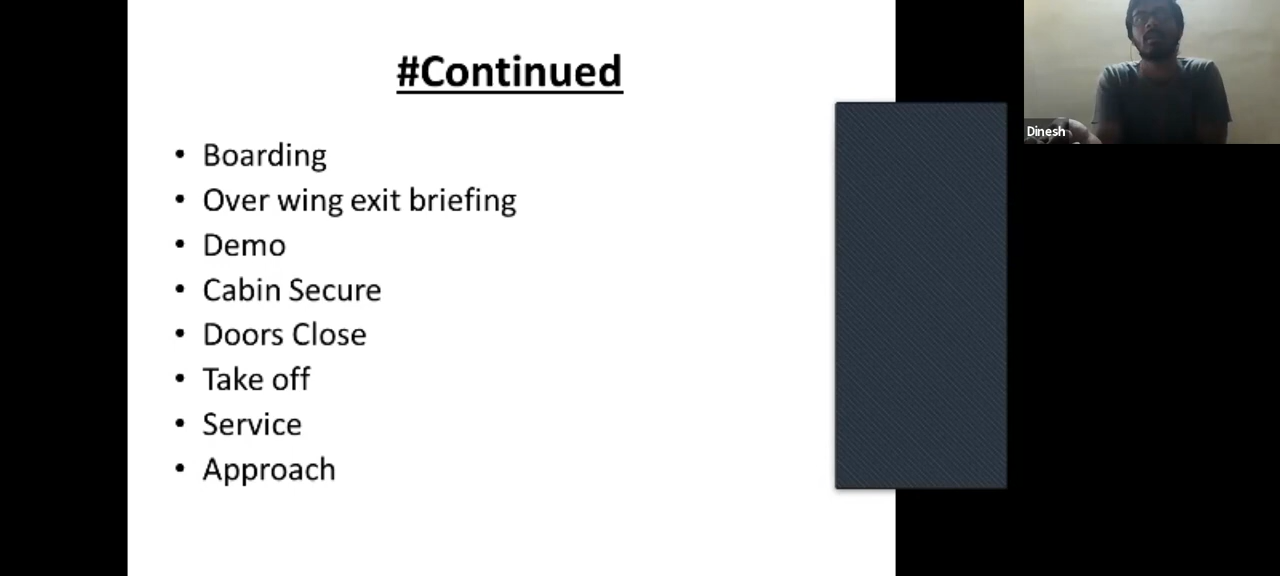 #Continued
• Boarding
• Over wing exit briefing
• Demo
• Cabin Secure
• Doors Close
• Take off
• Service
• Approach
Dinesh